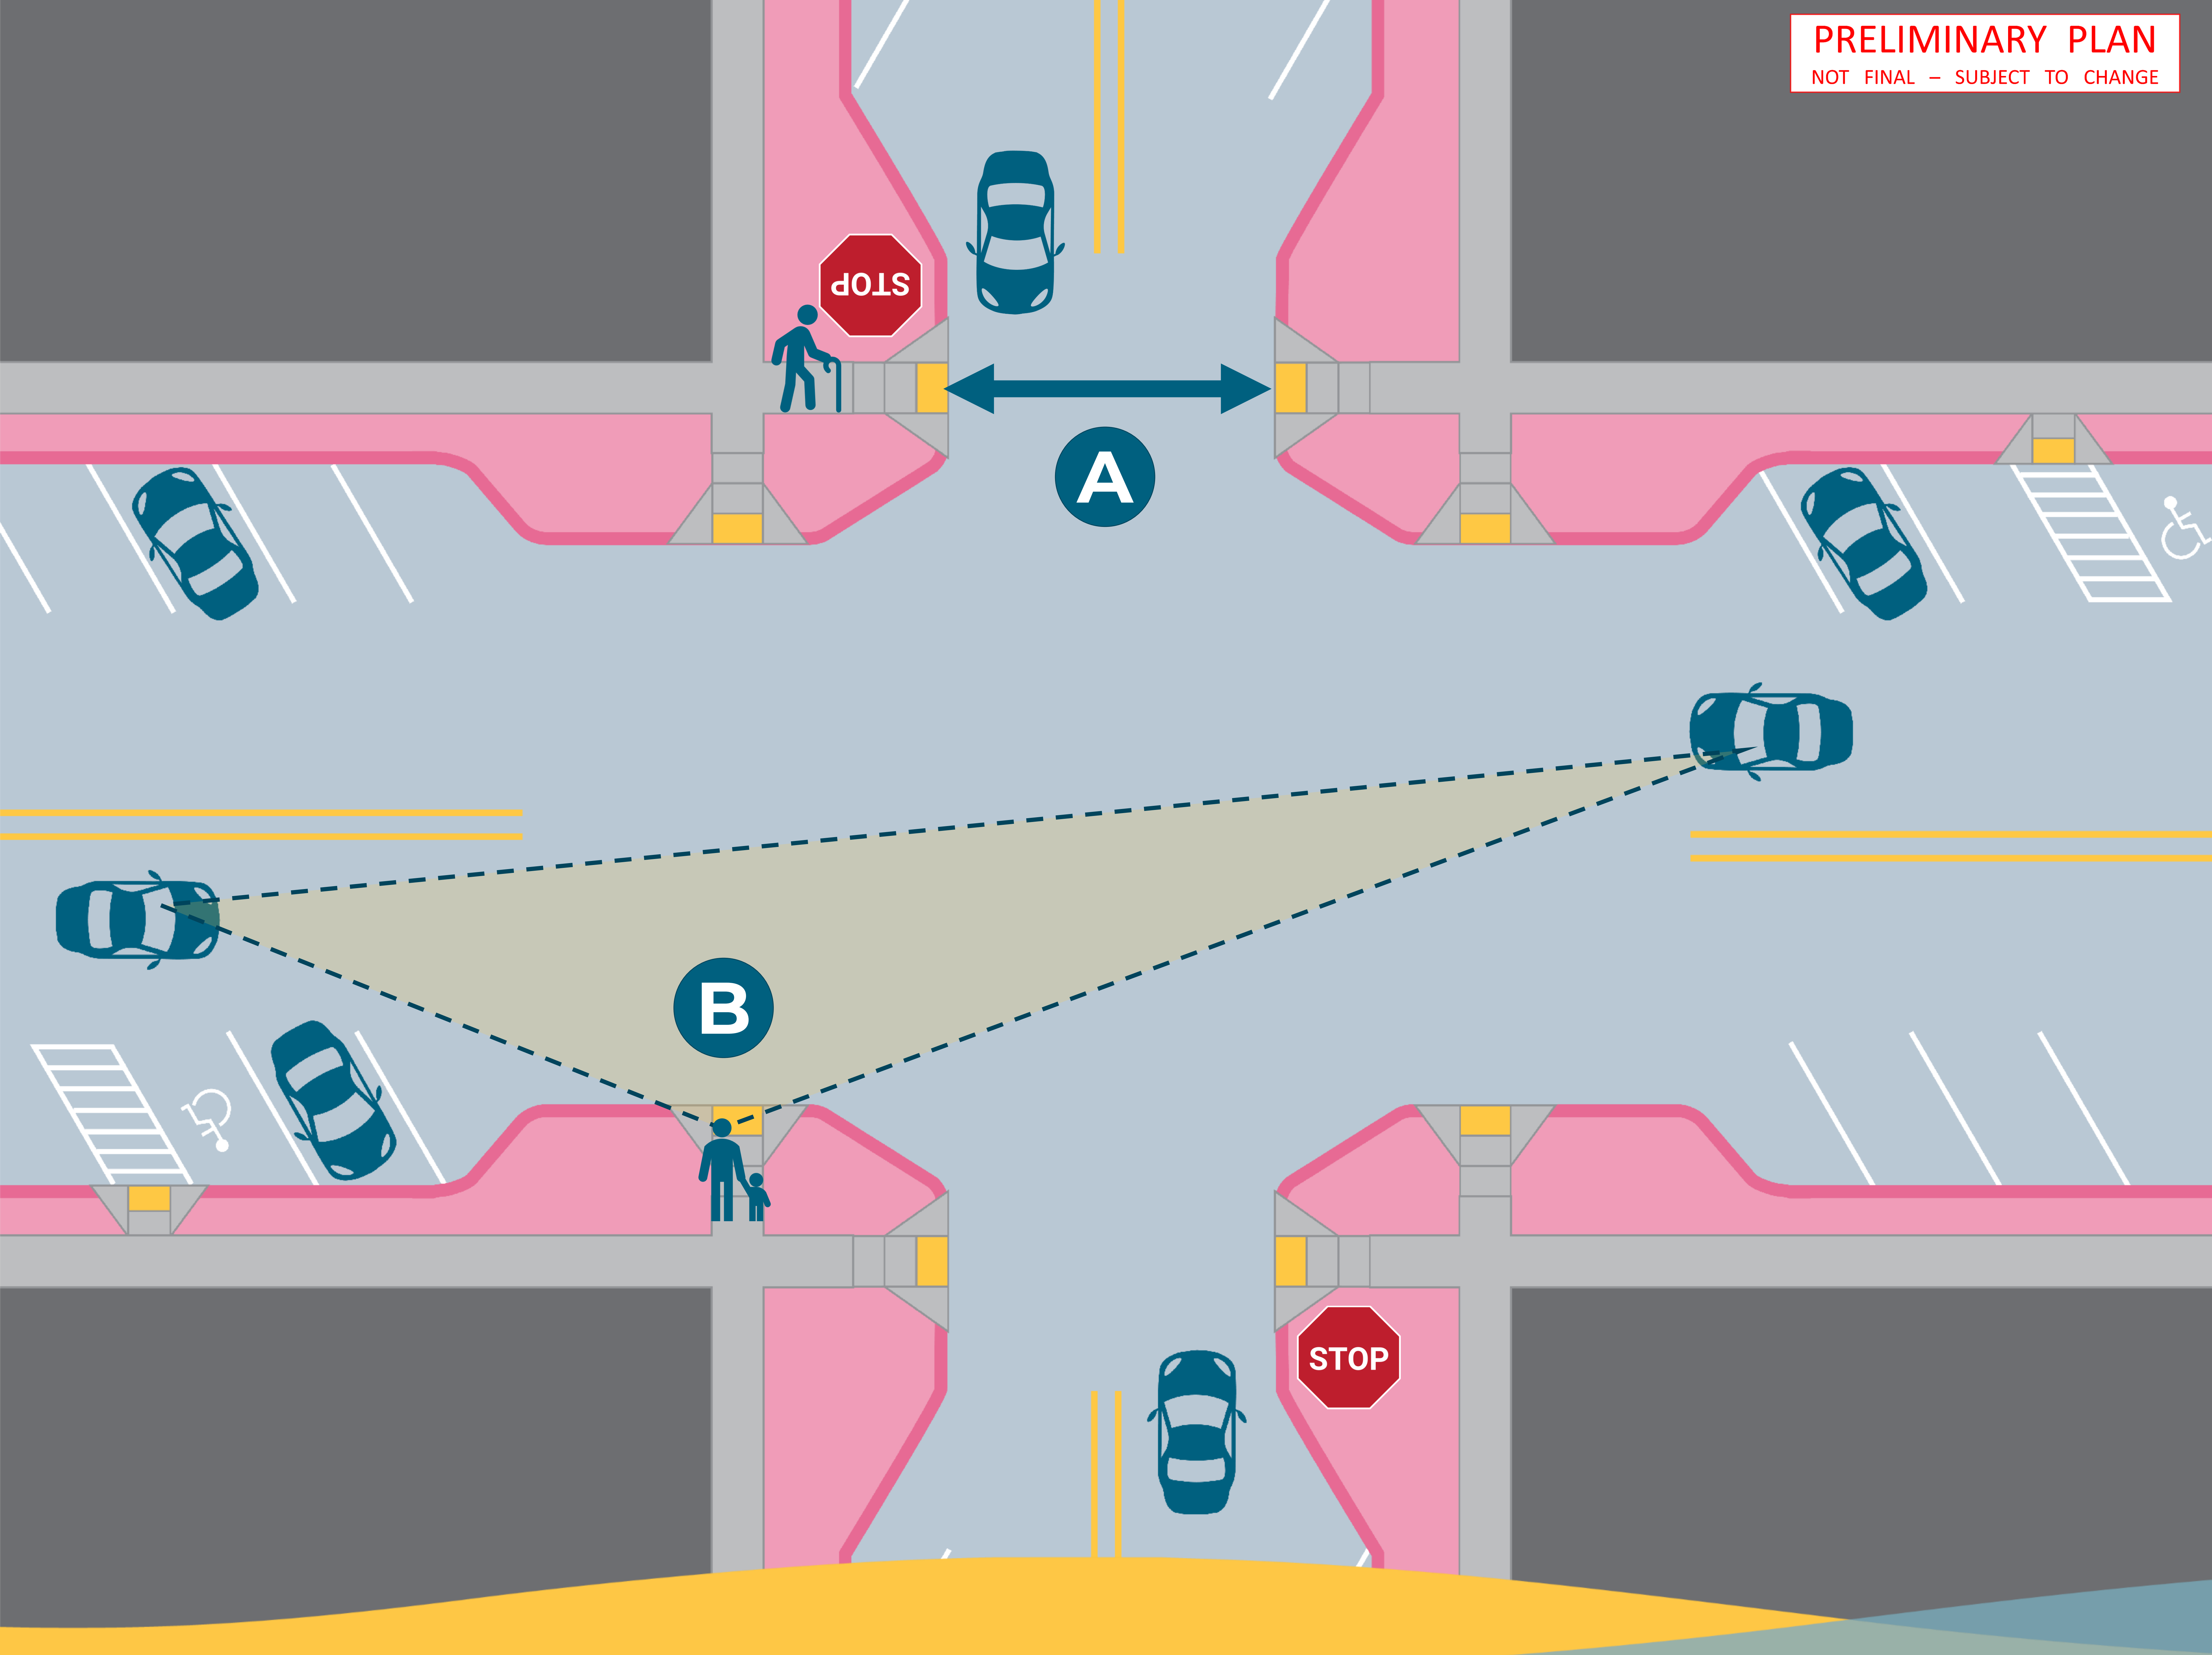 PRELIMINARY PLAN
NOT FINAL – SUBJECT TO CHANGE
STOP
A
B
STOP